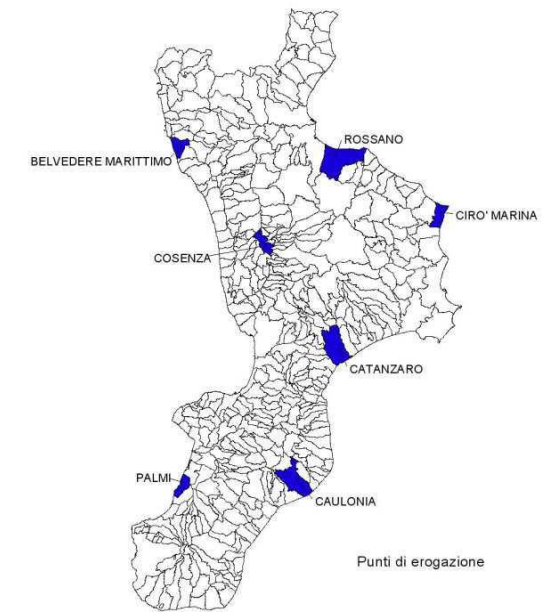 ROSSANO
BELVEDERE MARITTIMO
CIRO' MARINA
COSENZA
CATANZARO
PALMI
CAULONIA
Punti di erogazione